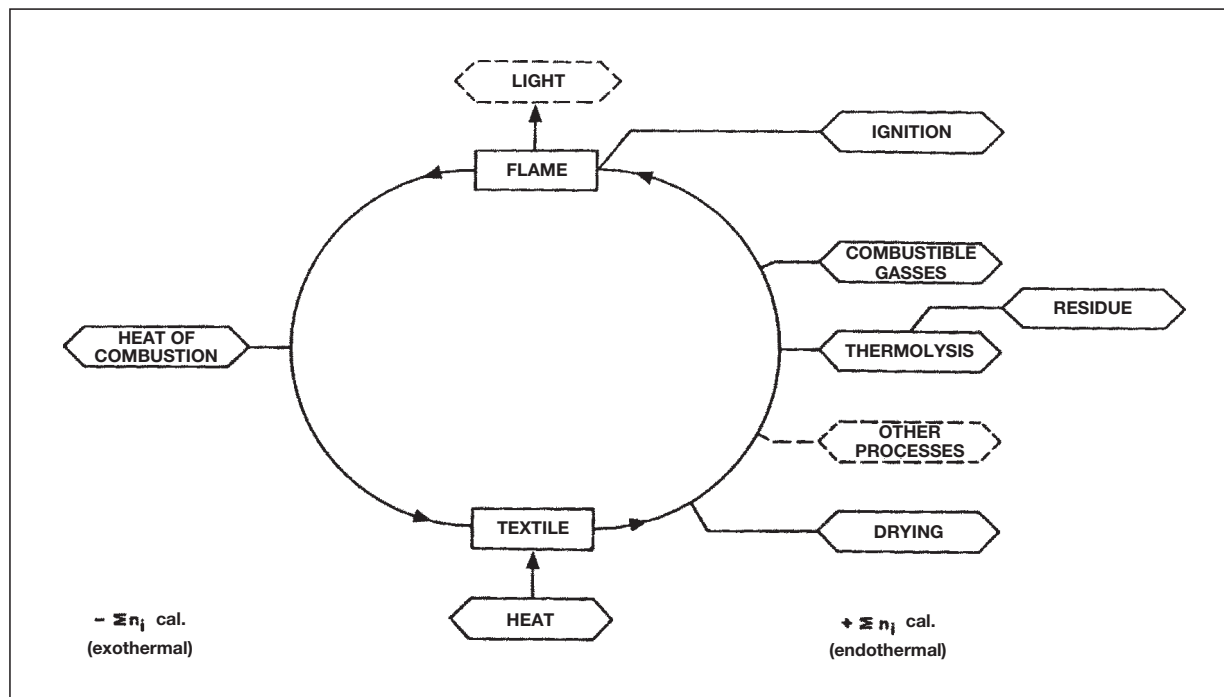 LIGHT
IGNITION
FLAME
COMBUSTIBLE
GASSES
RESIDUE
HEAT OF
COMBUSTION
THERMOLYSIS
OTHER
PROCESSES
TEXTILE
DRYING
HEAT
- Σnᵢ cal.
(exothermal)
+ Σ nᵢ cal.
(endothermal)